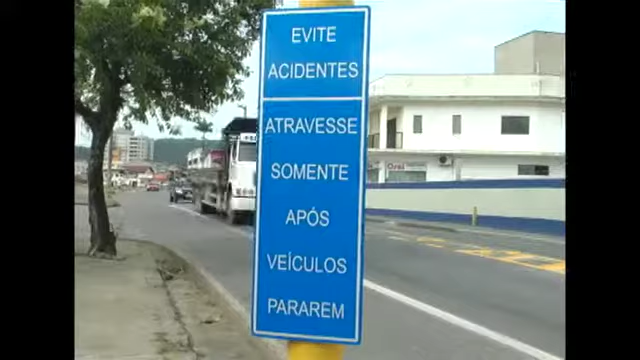 EVITE
ACIDENTES
ATRAVESSE
SOMENTE
APÓS
VEÍCULOS
PARAREM